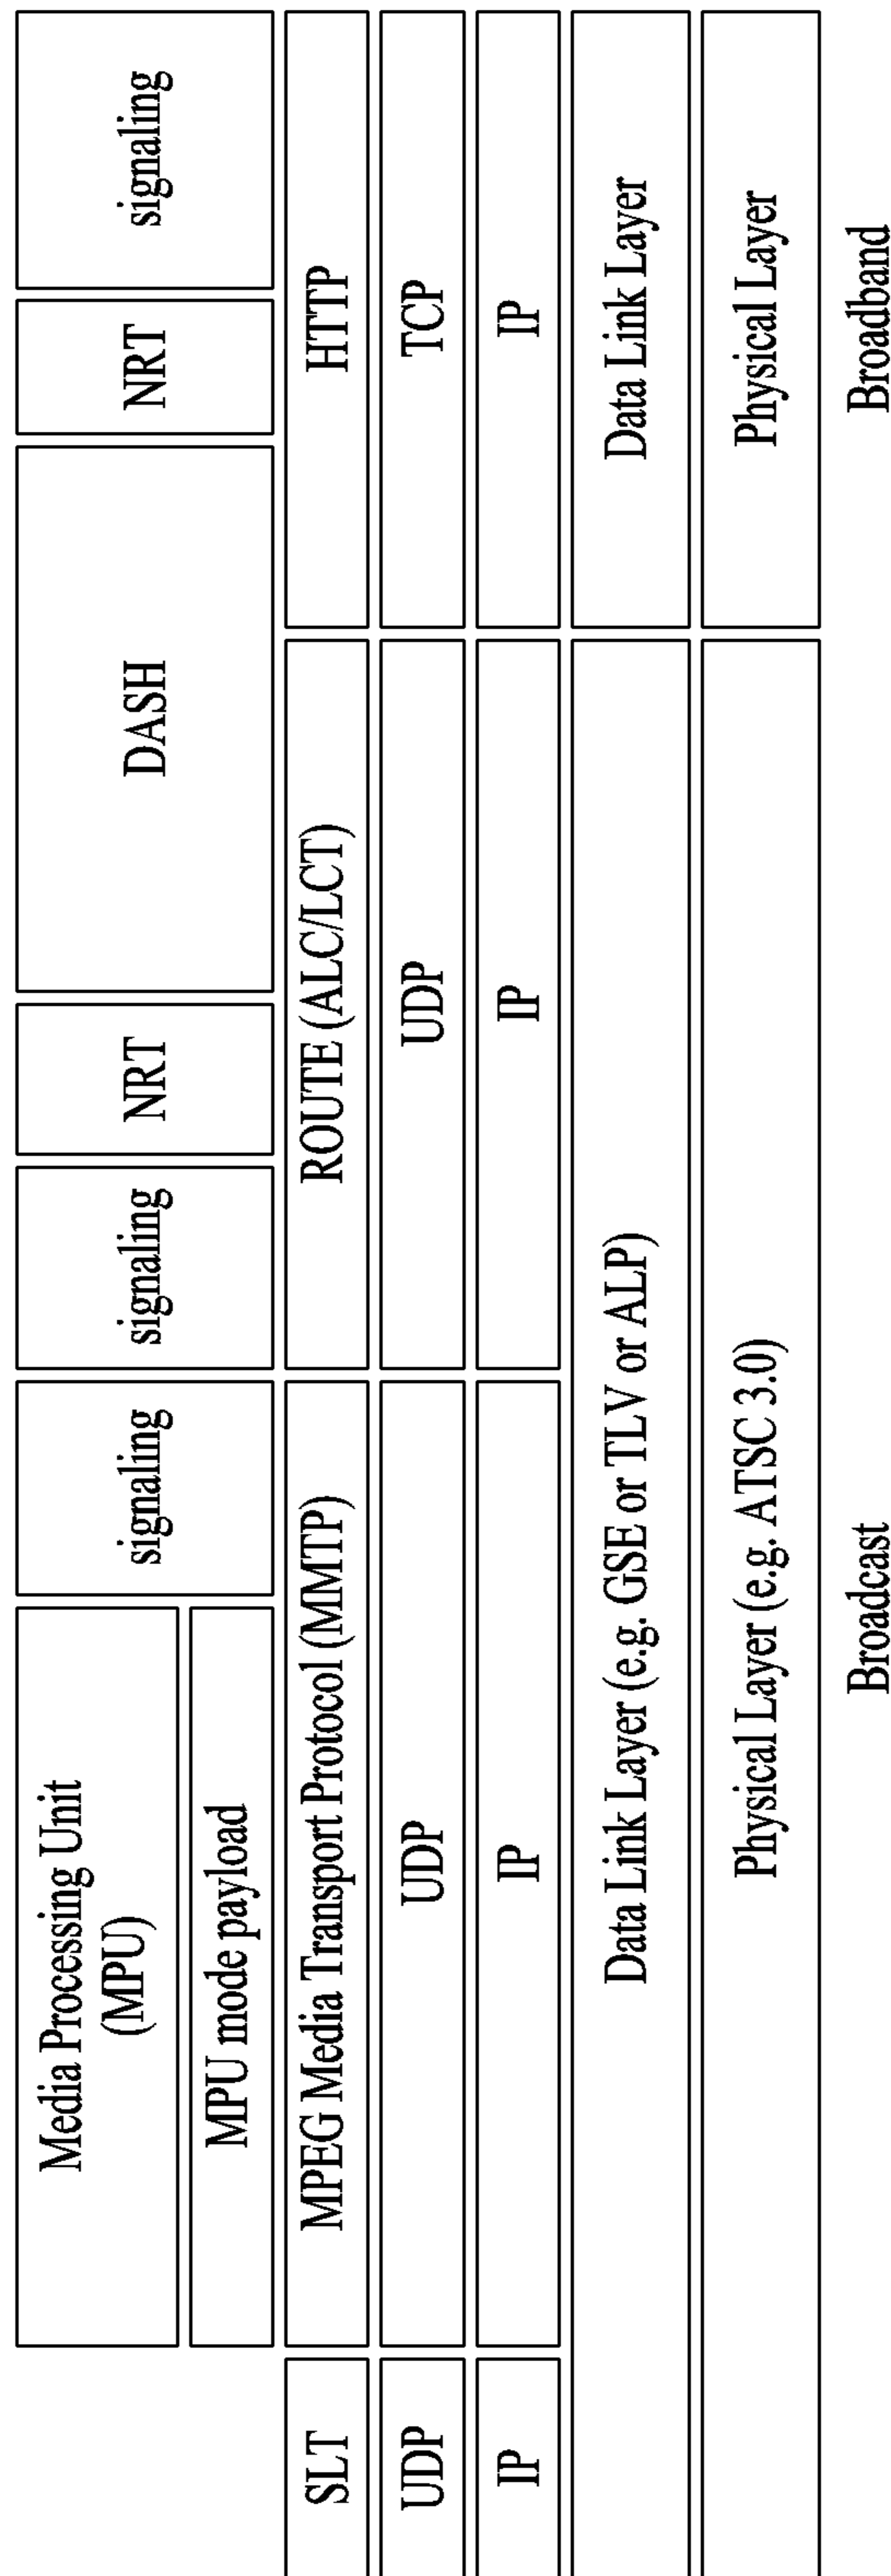 Media Processing Unit
(MPU)
signaling
signaling
NRT
DASH
NRT
signaling
MPU mode payload
SLT
MPEG Media Transport Protocol (MMTP)
ROUTE (ALC/LCT)
HTTP
UDP
UDP
UDP
TCP
IP
IP
IP
IP
Data Link Layer (e.g. GSE or TLV or ALP)
Data Link Layer
Physical Layer (e.g. ATSC 3.0)
Physical Layer
Broadcast
Broadband